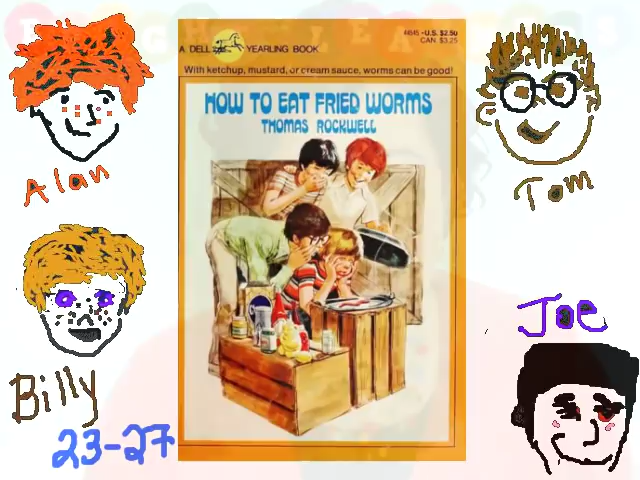 A DELL YEARLING BOOK
44545 • U.S. $2.50
CAN. $3.25
With ketchup, mustard, or cream sauce, worms can be good!
HOW TO EAT FRIED WORMS
THOMAS ROCKWELL
Alan
Tom
Billy
23-27
Joe